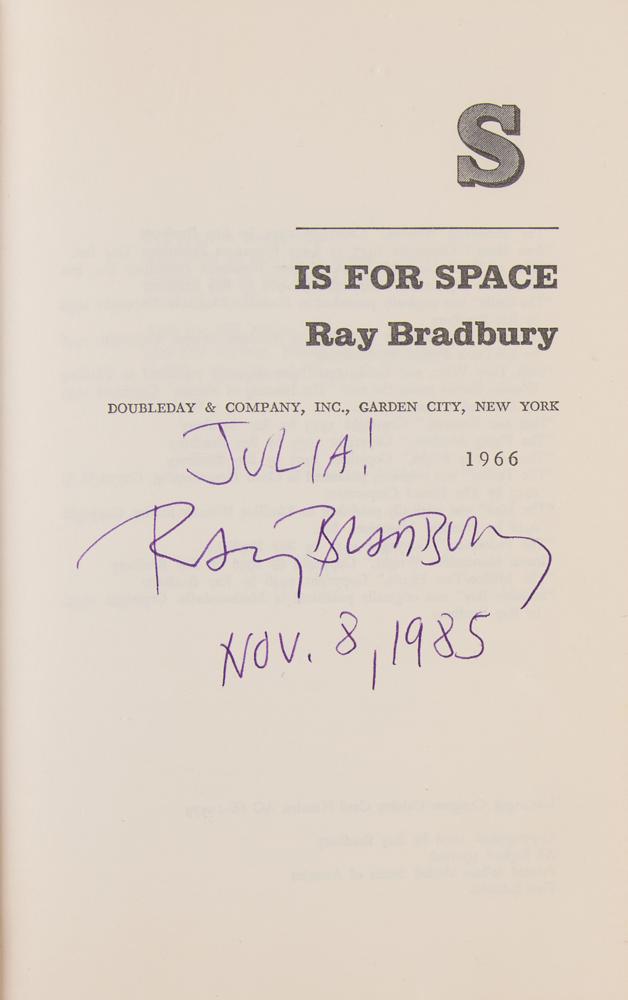 S
IS FOR SPACE
Ray Bradbury
DOUBLEDAY & COMPANY, INC., GARDEN CITY, NEW YORK
JULIA!
1966
RAY BRADBURY
NOV. 8, 1985